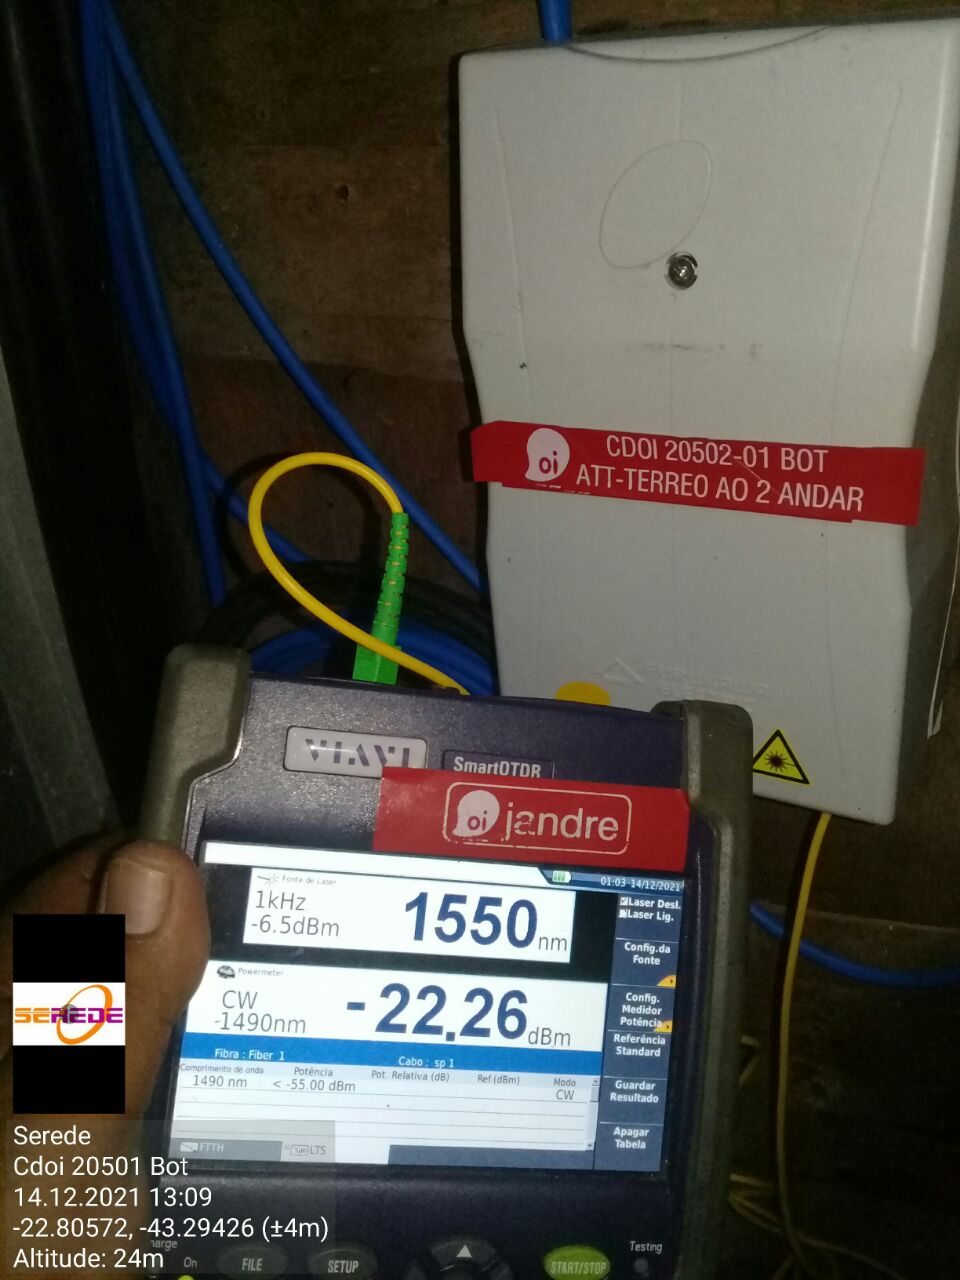 oi
CDOI 20502-01 BOT
ATT-TERREO AO 2 ANDAR
VIAVI
SmartOTDR
oi jandre
01:03 14/12/2021
Fonte de Laser
1kHz
-6.5dBm
1550nm
Laser Desl.
Laser Lig.
Config.da
Fonte
Powermeter
CW
-1490nm
-22.26 dBm
Config.
Medidor
Potência
Referência
Standard
Fibra : Fiber 1
Cabo : sp 1
Comprimento de onda
Potência
Pot. Relativa (dB)
Ref.(dBm)
Modo
1490 nm
< -55.00 dBm
CW
Guardar
Resultado
Apagar
Tabela
FTTH
LTS
SEREDE
Serede
Cdoi 20501 Bot
14.12.2021 13:09
-22.80572, -43.29426 (±4m)
Altitude: 24m
On
FILE
SETUP
START/STOP
Testing